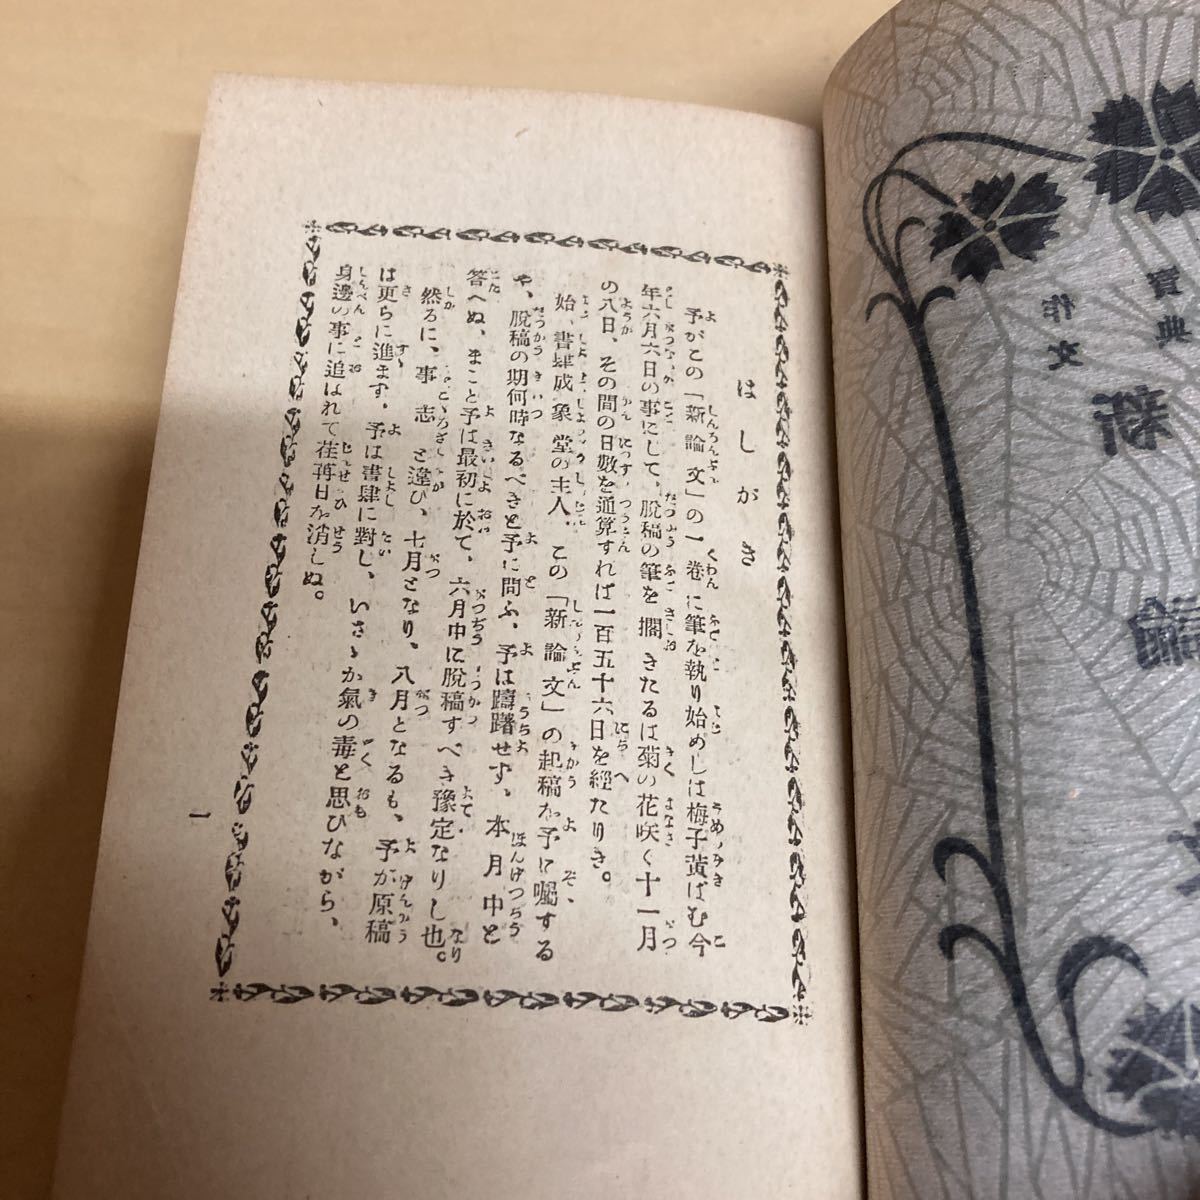 はしがき
予がこの「新論文」の一卷に筆を執り始めしは梅子黃ばむ今
年六月六日の事にして、脫稿の筆を擱きたるは菊の花咲く十一月
の八日、その間の日數を通算すれば一百五十六日を經たりき。
始め書肆成象堂の主人、この「新論文」の起稿を予に囑する
や、脫稿の期何時なるべきと予に問ふ、予は躊躇せず、本月中と
答へぬ、まこと予は最初に於て、六月中に脫稿すべき豫定なりし也。
然るに、事志と違ひ、七月となり、八月となるも、予が原稿
は更らに進まず、予は書肆に對し、いさゝか氣の毒と思ひながら、
身邊の事に追はれて荏苒日を消しぬ。
一
作文
寶典
新
論
文